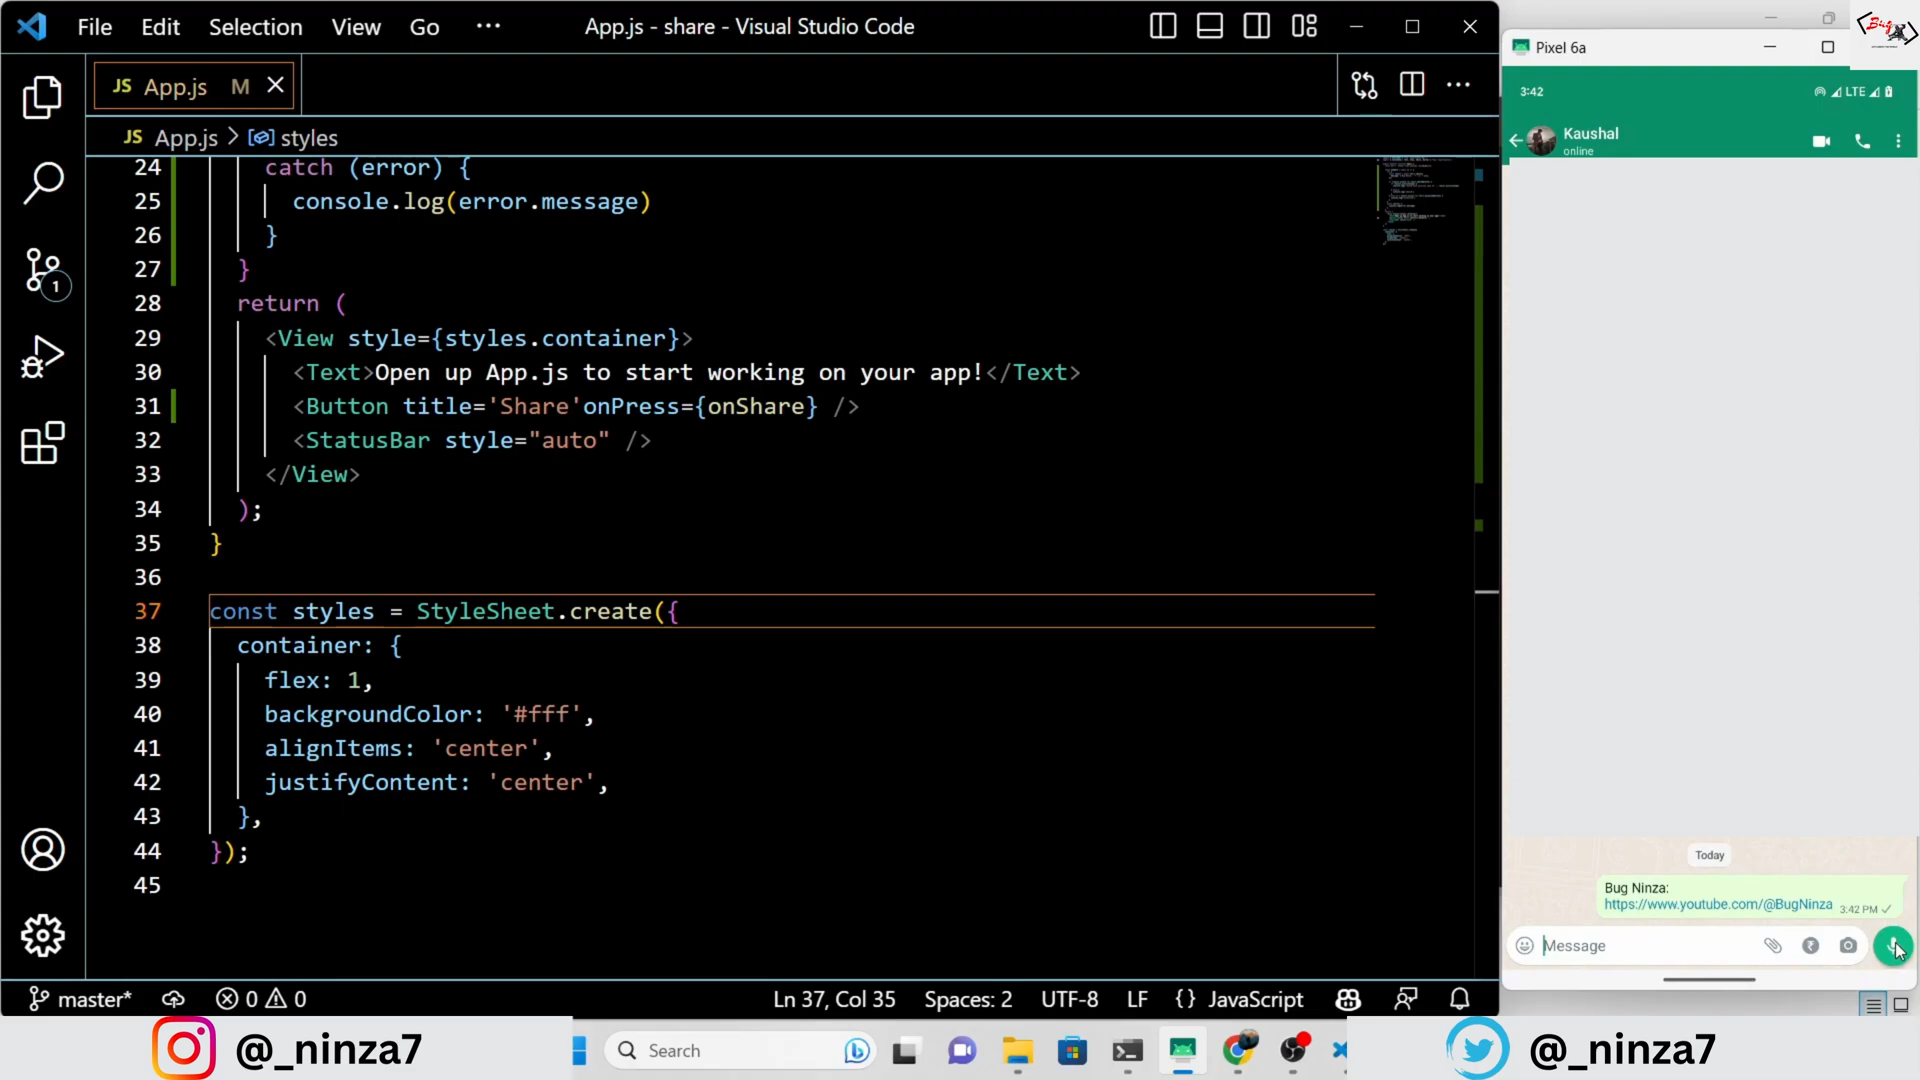 File Edit Selection View Go ··· App.js - share - Visual Studio Code
JS App.js M
JS App.js > styles
24 catch (error) {
25 console.log(error.message)
26 }
27 }
28 return (
29 <View style={styles.container}>
30 <Text>Open up App.js to start working on your app!</Text>
31 <Button title='Share'onPress={onShare} />
32 <StatusBar style="auto" />
33 </View>
34 );
35 }
36
37 const styles = StyleSheet.create({
38 container: {
39 flex: 1,
40 backgroundColor: '#fff',
41 alignItems: 'center',
42 justifyContent: 'center',
43 },
44 });
45
1
master* 0 0 Ln 37, Col 35 Spaces: 2 UTF-8 LF {} JavaScript
Pixel 6a
3:42 LTE
Kaushal
online
Today
Bug Ninza:
https://www.youtube.com/@BugNinza 3:42 PM
Message
@_ninza7 Search @_ninza7